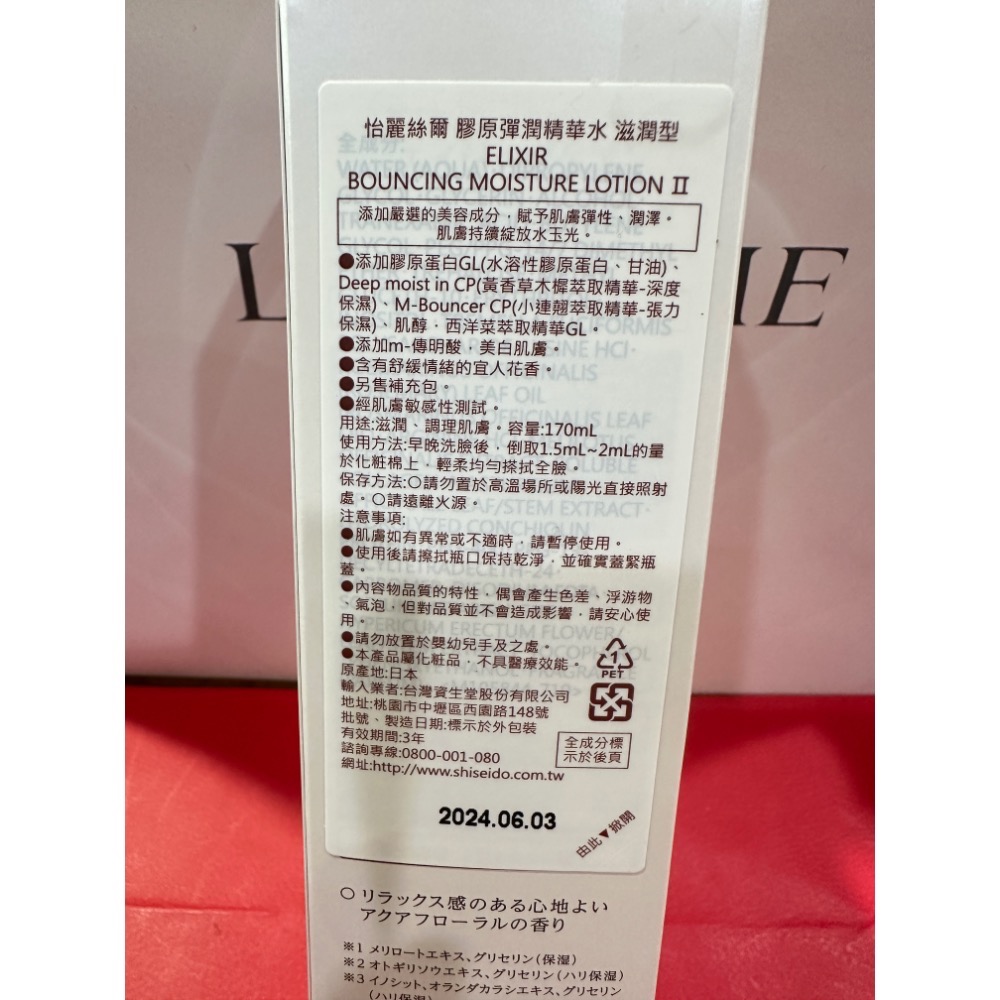 怡麗絲爾 膠原彈潤精華水 滋潤型
ELIXIR
BOUNCING MOISTURE LOTION Ⅱ
添加嚴選的美容成分，賦予肌膚彈性、潤澤。
肌膚持續綻放水玉光。
●添加膠原蛋白GL(水溶性膠原蛋白、甘油)、
Deep moist in CP(黃香草木樨萃取精華-深度
保濕)、M-Bouncer CP(小連翹萃取精華-張力
保濕)、肌醇．西洋菜萃取精華GL。
●添加m-傳明酸，美白肌膚。
●含有舒緩情緒的宜人花香。
●另售補充包。
●經肌膚敏感性測試。
用途:滋潤、調理肌膚。容量:170mL
使用方法:早晚洗臉後，倒取1.5mL~2mL的量
於化粧棉上，輕柔均勻搽拭全臉。
保存方法:○請勿置於高溫場所或陽光直接照射
處。○請遠離火源。
注意事項:
●肌膚如有異常或不適時，請暫停使用。
●使用後請擦拭瓶口保持乾淨，並確實蓋緊瓶
蓋。
●內容物品質的特性，偶會產生色差、浮游物
、氣泡，但對品質並不會造成影響，請安心使
用。
●請勿放置於嬰幼兒手及之處。
●本產品屬化粧品，不具醫療效能。
1
PET
原產地:日本
輸入業者:台灣資生堂股份有限公司
地址:桃園市中壢區西園路148號
批號、製造日期:標示於外包裝
有效期間:3年
全成分標
示於後頁
諮詢專線:0800-001-080
網址:http://www.shiseido.com.tw
2024.06.03
由此▼掀開
○ リラックス感のある心地よい
アクアフローラルの香り
※1 メリロートエキス、グリセリン(保湿)
※2 オトギリソウエキス、グリセリン(ハリ保湿)
※3 イノシット、オランダカラシエキス、グリセリン
(ハリ保湿)